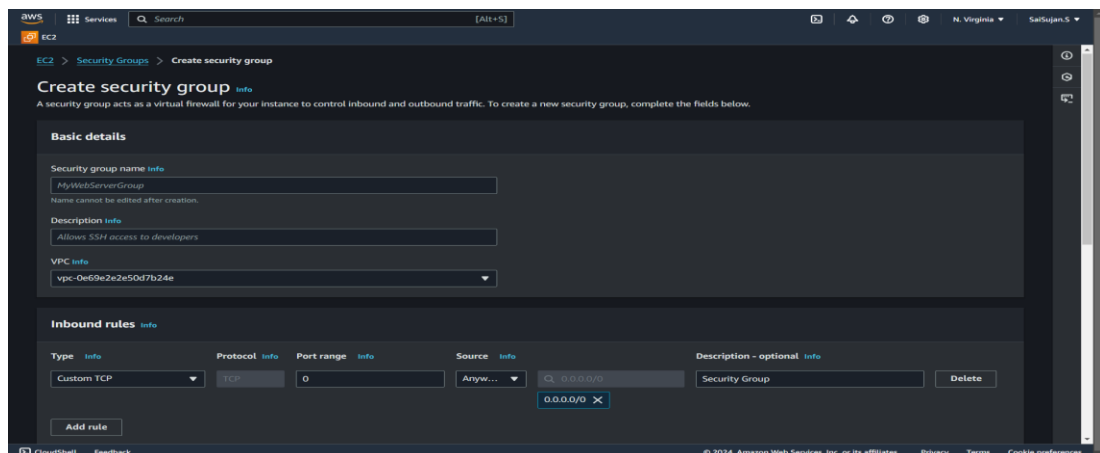 aws Services Search [Alt+S] N. Virginia SaiSujan.S
EC2
EC2 > Security Groups > Create security group
Create security group Info
A security group acts as a virtual firewall for your instance to control inbound and outbound traffic. To create a new security group, complete the fields below.
Basic details
Security group name Info
MyWebServerGroup
Name cannot be edited after creation.
Description Info
Allows SSH access to developers
VPC Info
vpc-0e69e2e2e50d7b24e
Inbound rules Info
Type Info Protocol Info Port range Info Source Info Description - optional Info
Custom TCP TCP 0 Anyw... 0.0.0.0/0 Security Group Delete
0.0.0.0/0 X
Add rule
CloudShell Feedback © 2024, Amazon Web Services, Inc. or its affiliates. Privacy Terms Cookie preferences